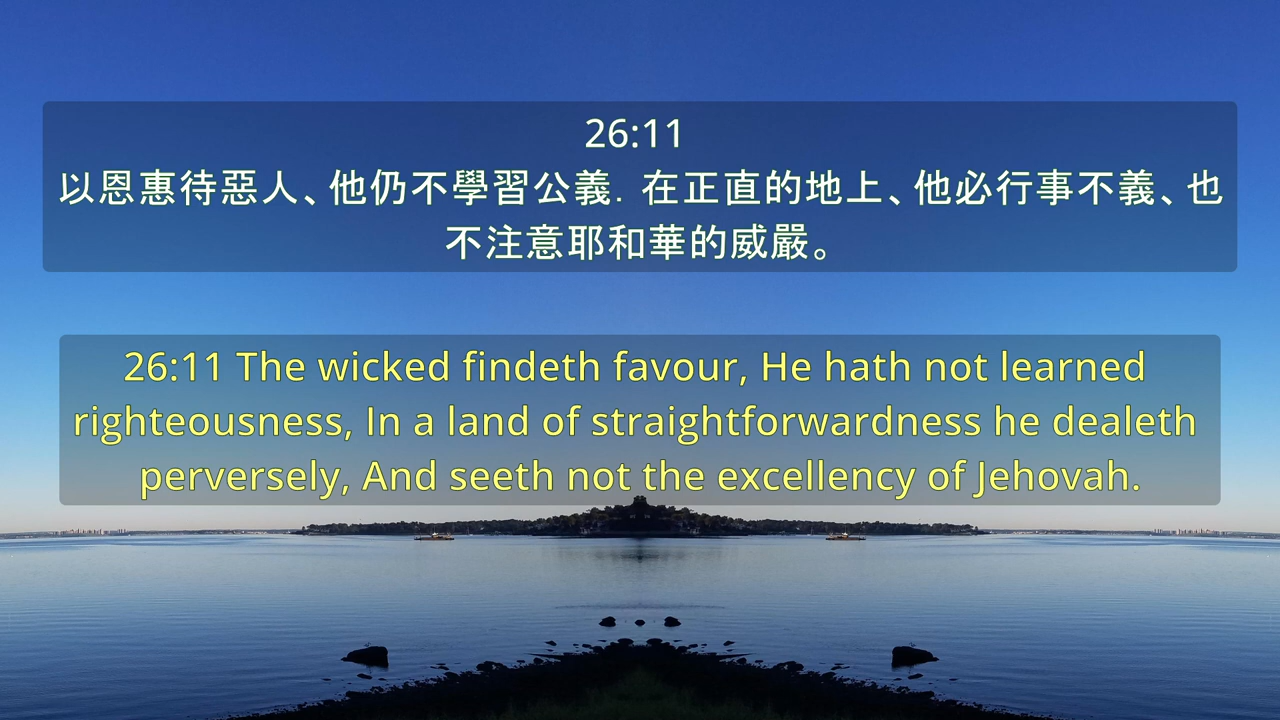 26:11
以恩惠待惡人、他仍不學習公義．在正直的地上、他必行事不義、也
不注意耶和華的威嚴。
26:11 The wicked findeth favour, He hath not learned
righteousness, In a land of straightforwardness he dealeth
perversely, And seeth not the excellency of Jehovah.